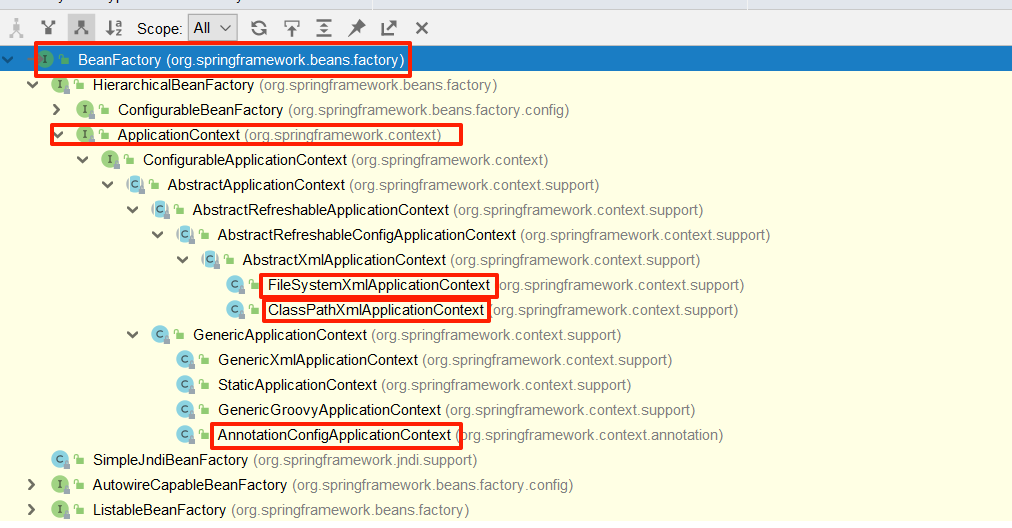 Scope: All
BeanFactory (org.springframework.beans.factory)
HierarchicalBeanFactory (org.springframework.beans.factory)
ConfigurableBeanFactory (org.springframework.beans.factory.config)
ApplicationContext (org.springframework.context)
ConfigurableApplicationContext (org.springframework.context)
AbstractApplicationContext (org.springframework.context.support)
AbstractRefreshableApplicationContext (org.springframework.context.support)
AbstractRefreshableConfigApplicationContext (org.springframework.context.support)
AbstractXmlApplicationContext (org.springframework.context.support)
FileSystemXmlApplicationContext org.springframework.context.support)
ClassPathXmlApplicationContext org.springframework.context.support)
GenericApplicationContext (org.springframework.context.support)
GenericXmlApplicationContext (org.springframework.context.support)
StaticApplicationContext (org.springframework.context.support)
GenericGroovyApplicationContext (org.springframework.context.support)
AnnotationConfigApplicationContext (org.springframework.context.annotation)
SimpleJndiBeanFactory (org.springframework.jndi.support)
AutowireCapableBeanFactory (org.springframework.beans.factory.config)
ListableBeanFactory (org.springframework.beans.factory)